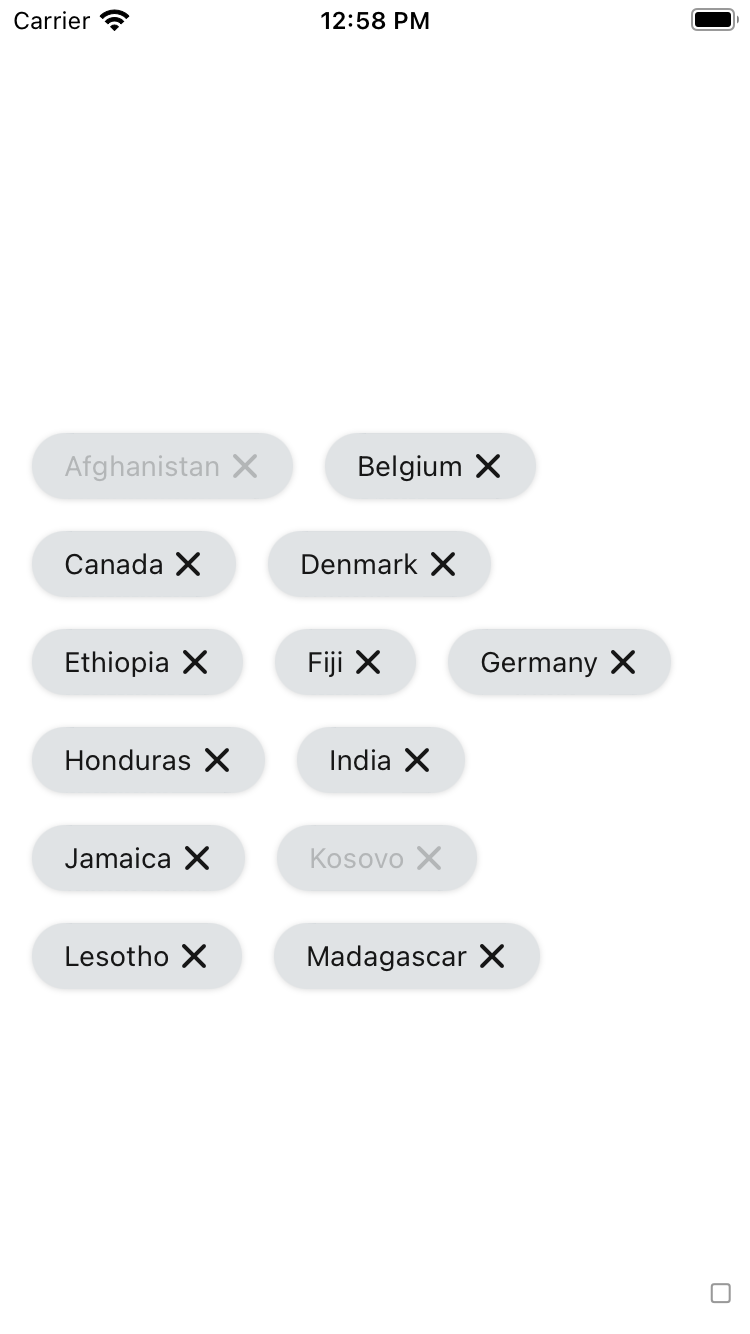 Carrier 12:58 PM
Afghanistan Belgium
Canada Denmark
Ethiopia Fiji Germany
Honduras India
Jamaica Kosovo
Lesotho Madagascar